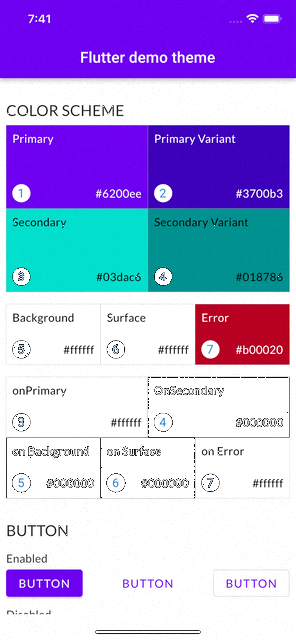 7:41
Flutter demo theme
COLOR SCHEME
Primary
Primary Variant
1 #6200ee
2 #3700b3
Secondary
Secondary Variant
3 #03dac6
4 #018786
Background
Surface
Error
5 #ffffff
6 #ffffff
7 #b00020
onPrimary
OnSecondary
#ffffff
4 #000000
on Background
on Surface
on Error
5 #000000
6 #000000
7 #ffffff
BUTTON
Enabled
BUTTON
BUTTON
BUTTON
Disabled